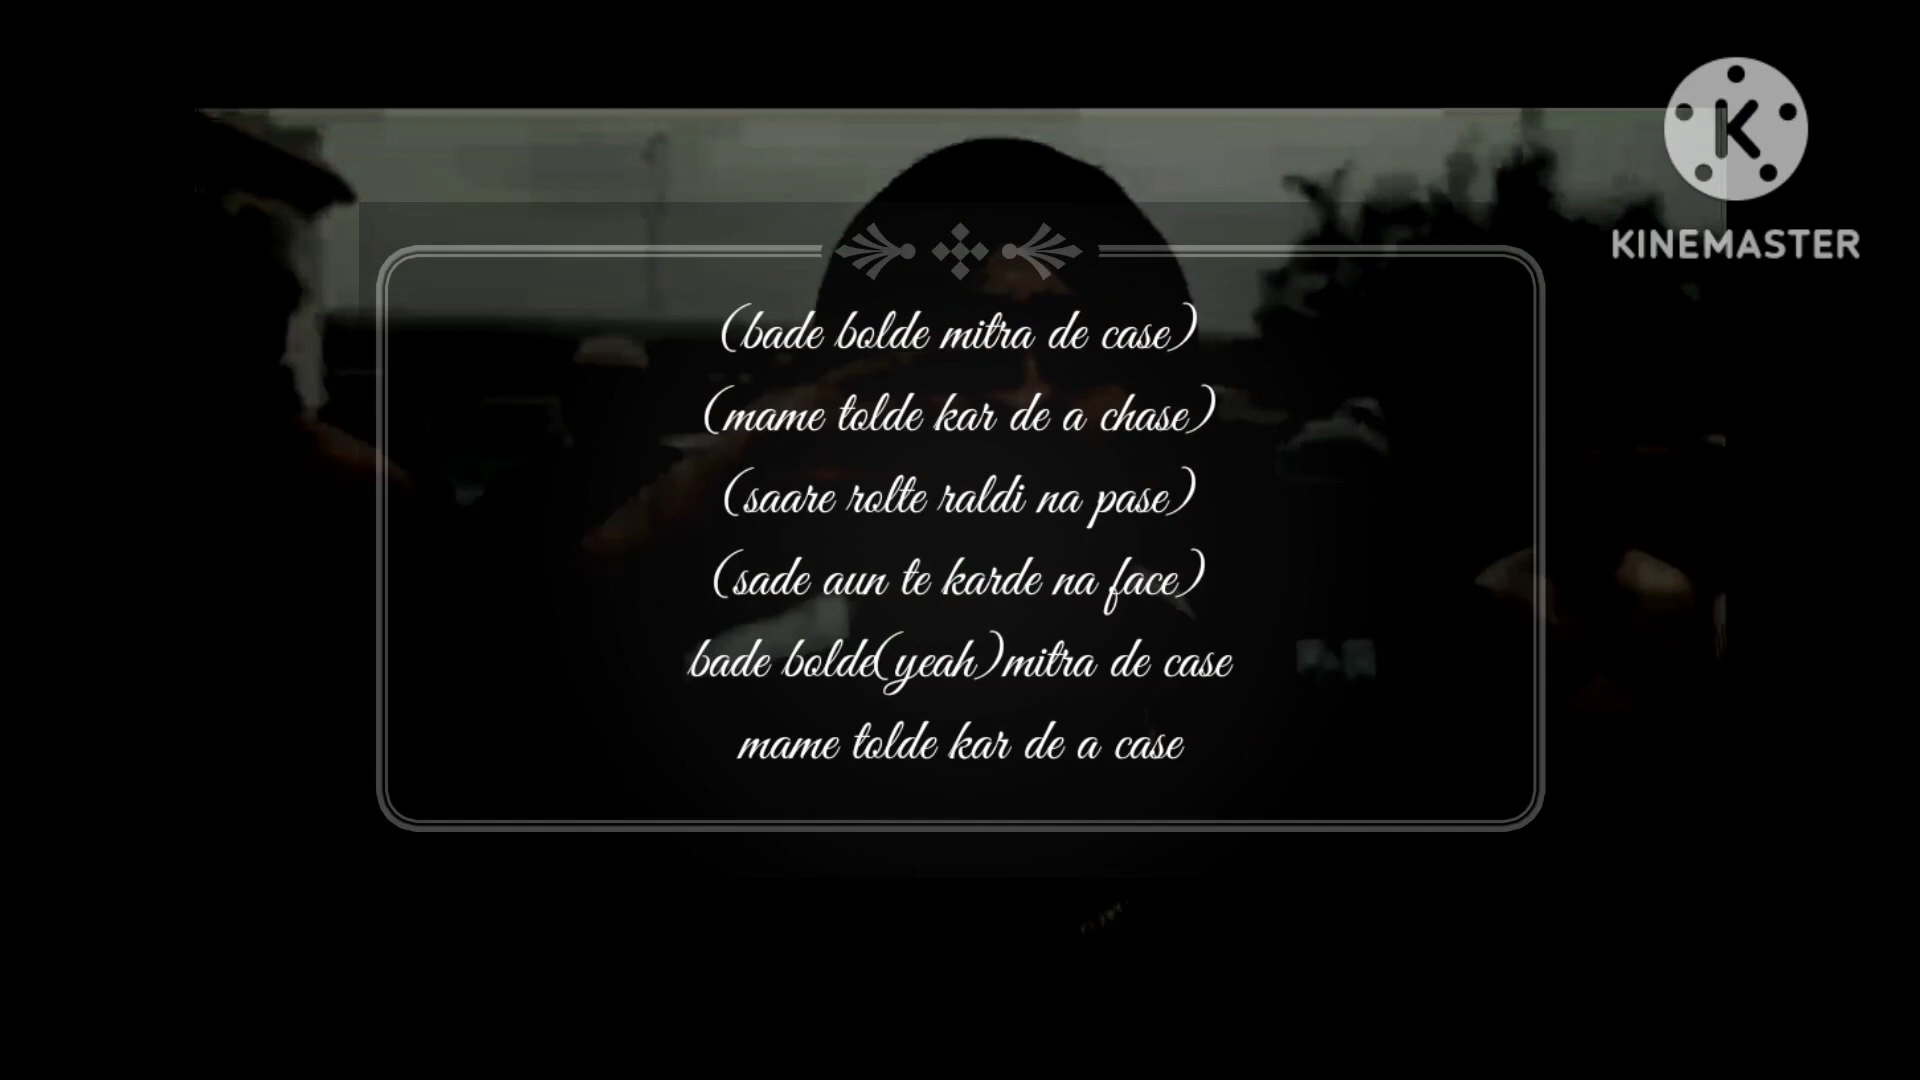 K
KINEMASTER
(bade bolde mitra de case)
(mame tolde kar de a chase)
(saare rolte raldi na pase)
(sade aun te karde na face)
bade bolde(yeah)mitra de case
mame tolde kar de a case